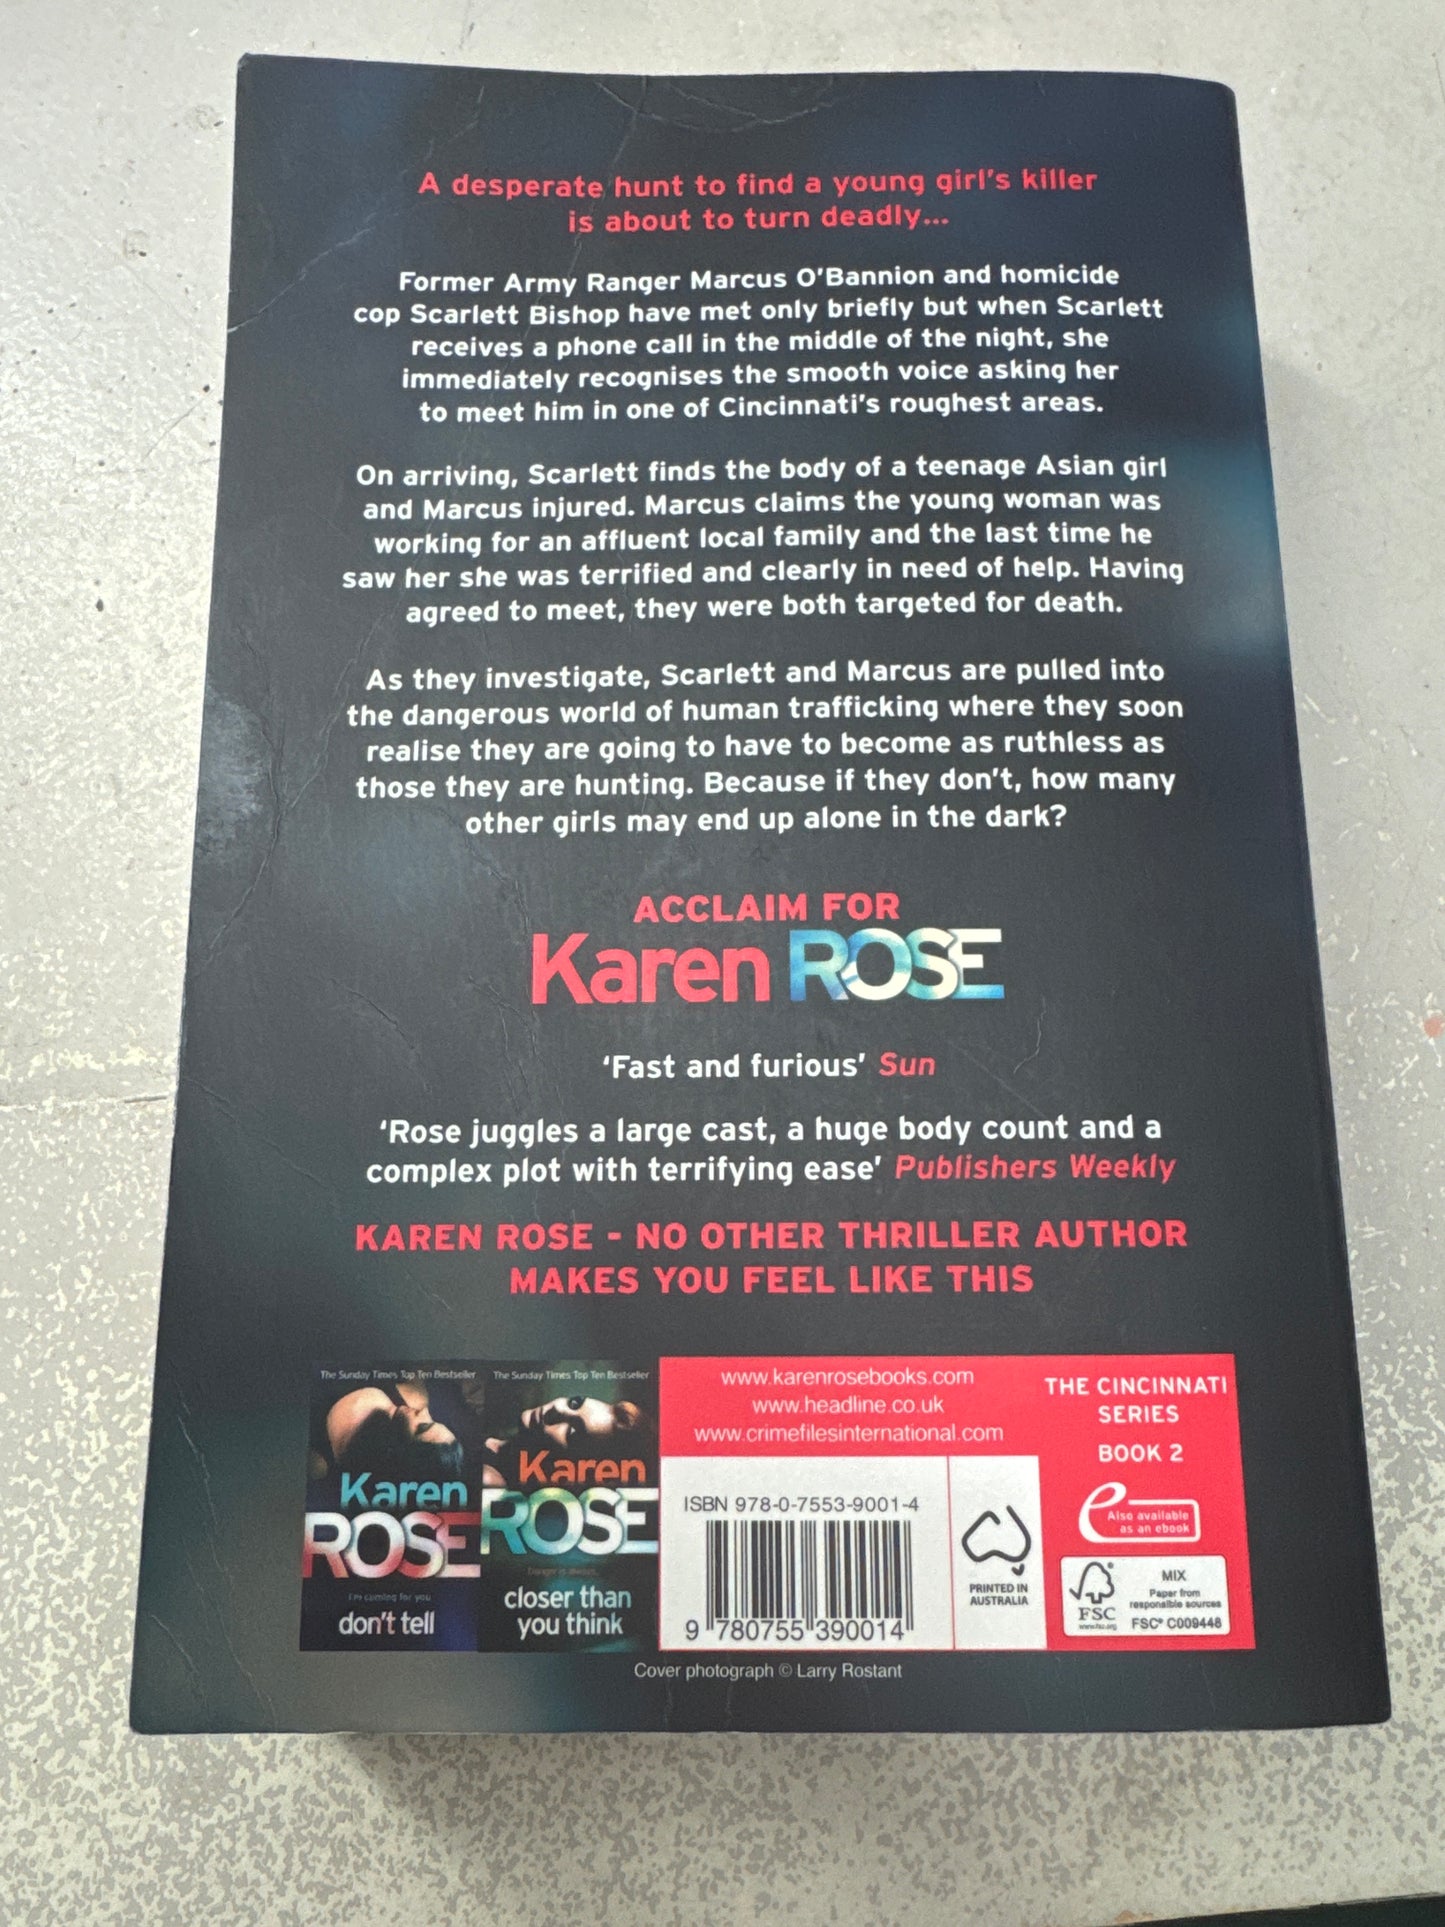 A desperate hunt to find a young girl's killer
is about to turn deadly...
Former Army Ranger Marcus O'Bannion and homicide
cop Scarlett Bishop have met only briefly but when Scarlett
receives a phone call in the middle of the night, she
immediately recognises the smooth voice asking her
to meet him in one of Cincinnati's roughest areas.
On arriving, Scarlett finds the body of a teenage Asian girl
and Marcus injured. Marcus claims the young woman was
working for an affluent local family and the last time he
saw her she was terrified and clearly in need of help. Having
agreed to meet, they were both targeted for death.
As they investigate, Scarlett and Marcus are pulled into
the dangerous world of human trafficking where they soon
realise they are going to have to become as ruthless as
those they are hunting. Because if they don't, how many
other girls may end up alone in the dark?
ACCLAIM FOR
Karen ROSE
'Fast and furious' Sun
'Rose juggles a large cast, a huge body count and a
complex plot with terrifying ease' Publishers Weekly
KAREN ROSE - NO OTHER THRILLER AUTHOR
MAKES YOU FEEL LIKE THIS
The Sunday Times Top Ten Bestseller
Karen
ROSE
I'm coming for you
don't tell
The Sunday Times Top Ten Bestseller
Karen
ROSE
closer than
you think
www.karenrosebooks.com
www.headline.co.uk
www.crimefilesinternational.com
ISBN 978-0-7553-9001-4
9 780755 390014
PRINTED IN
AUSTRALIA
THE CINCINNATI
SERIES
BOOK 2
e
Also available
as an ebook
FSC
www.fsc.org
MIX
Paper from
responsible sources
FSC® C009448
Cover photograph © Larry Rostant